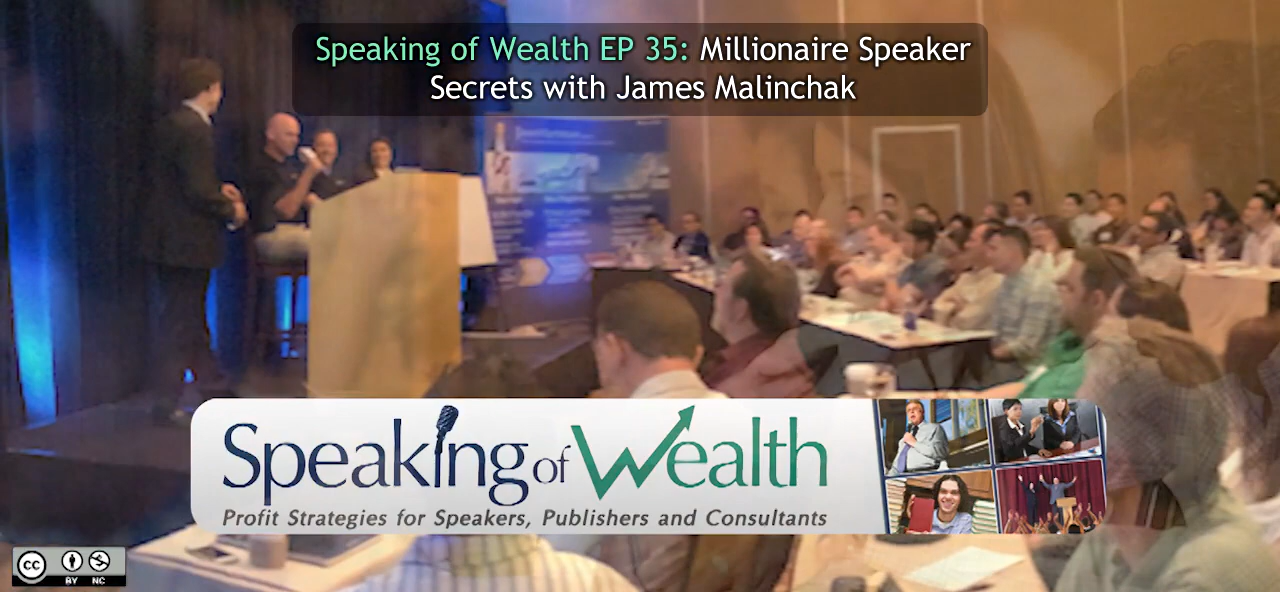 Speaking of Wealth EP 35: Millionaire Speaker
Secrets with James Malinchak
Speaking of Wealth
Profit Strategies for Speakers, Publishers and Consultants
cc
BY NC